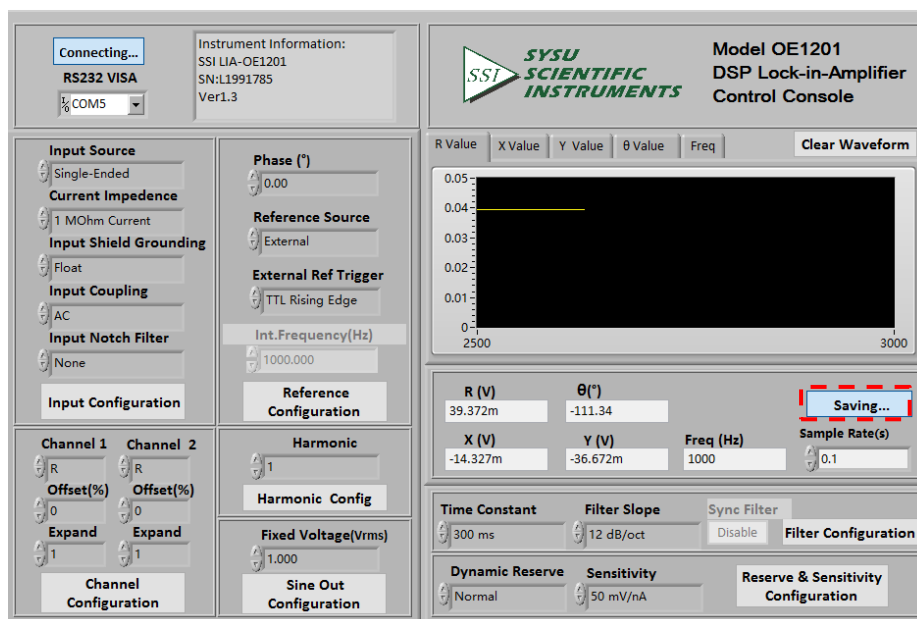 Connecting...
RS232 VISA
COM5
Instrument Information:
SSI LIA-OE1201
SN:L1991785
Ver1.3
SSI
SYSU
SCIENTIFIC
INSTRUMENTS
Model OE1201
DSP Lock-in-Amplifier
Control Console
Input Source
Single-Ended
Current Impedence
1 MOhm Current
Input Shield Grounding
Float
Input Coupling
AC
Input Notch Filter
None
Input Configuration
Phase (°)
0.00
Reference Source
External
External Ref Trigger
TTL Rising Edge
Int.Frequency(Hz)
1000.000
Reference
Configuration
R Value X Value Y Value θ Value Freq
Clear Waveform
0.05
0.04
0.03
0.02
0.01
0
2500 3000
R (V) θ(°)
39.372m -111.34
Saving...
X (V) Y (V) Freq (Hz) Sample Rate(s)
-14.327m -36.672m 1000 0.1
Channel 1 Channel 2
R R
Offset(%) Offset(%)
0 0
Expand Expand
1 1
Channel
Configuration
Harmonic
1
Harmonic Config
Fixed Voltage(Vrms)
1.000
Sine Out
Configuration
Time Constant Filter Slope Sync Filter
300 ms 12 dB/oct Disable Filter Configuration
Dynamic Reserve Sensitivity
Normal 50 mV/nA
Reserve & Sensitivity
Configuration